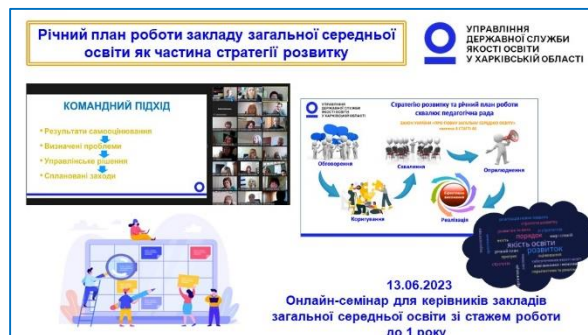 Річний план роботи закладу загальної середньої
освіти як частина стратегії розвитку
УПРАВЛІННЯ
ДЕРЖАВНОЇ СЛУЖБИ
ЯКОСТІ ОСВІТИ
У ХАРКІВСЬКІЙ ОБЛАСТІ
КОМАНДНИЙ ПІДХІД
Результати самооцінювання
Визначені проблеми
Управлінські рішення
Сплановані заходи
Стратегію розвитку та річний план роботи
схвалює педагогічна рада
Обговорення
Схвалення
Оприлюднення
Коригування
Реалізація
порядок
якість освіти
розвиток
13.06.2023
Онлайн-семінар для керівників закладів
загальної середньої освіти зі стажем роботи
до 1 року